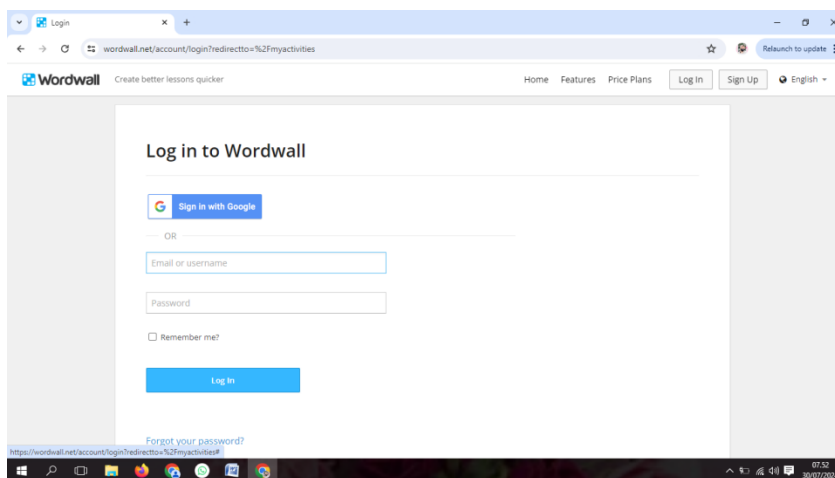 Login
wordwall.net/account/login?redirectto=%2Fmyactivities
Relaunch to update
Wordwall Create better lessons quicker Home Features Price Plans Log In Sign Up English
Log in to Wordwall
G Sign in with Google
OR
Email or username
Password
Remember me?
Log In
Forgot your password?
https://wordwall.net/account/login?redirectto=%2Fmyactivities#
07.52